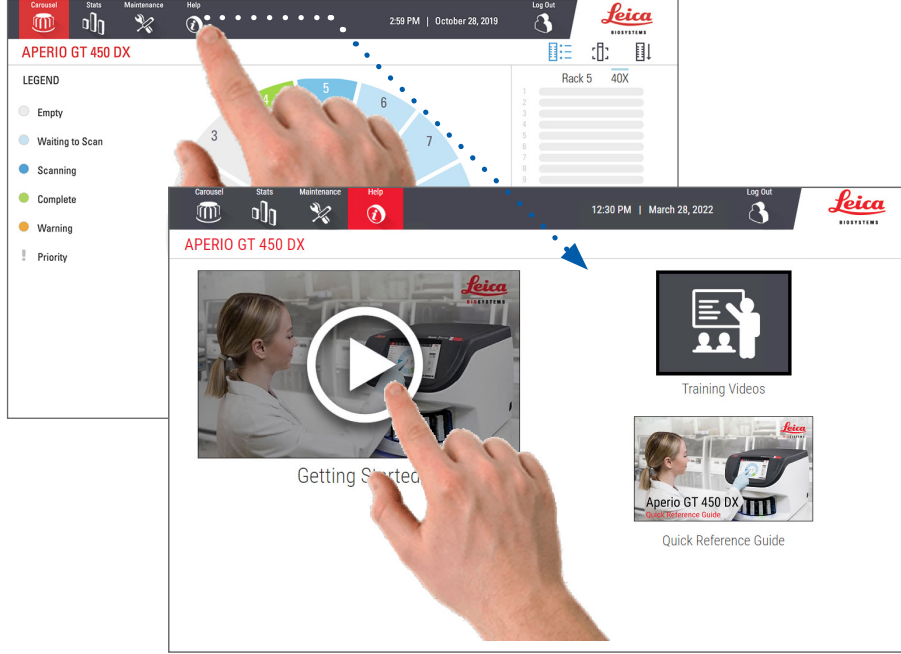 Carousel Stats Maintenance Help Log Out
2:59 PM | October 28, 2019
Leica
BIOSYSTEMS
APERIO GT 450 DX
LEGEND
Empty
Waiting to Scan
Scanning
Complete
Warning
! Priority
3
4
5
6
7
Rack 5 40X
1
2
3
4
5
6
7
8
9
Carousel Stats Maintenance Help Log Out
12:30 PM | March 28, 2022
Leica
BIOSYSTEMS
APERIO GT 450 DX
Leica
BIOSYSTEMS
Getting Started
Training Videos
Leica
BIOSYSTEMS
Aperio GT 450 DX
Quick Reference Guide
Quick Reference Guide